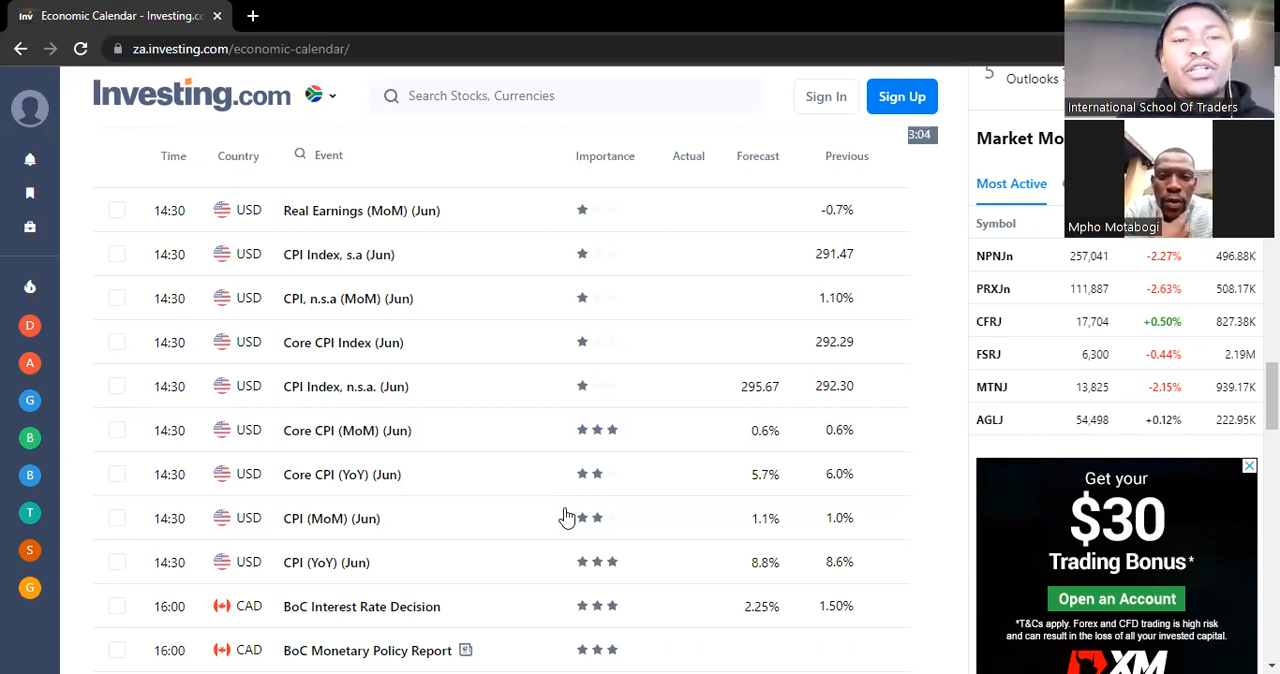 Inv Economic Calendar - Investing.co
za.investing.com/economic-calendar/
Investing.com
Search Stocks, Currencies
Sign In
Sign Up
3:04
Time Country Event Importance Actual Forecast Previous
14:30 USD Real Earnings (MoM) (Jun) -0.7%
14:30 USD CPI Index, s.a (Jun) 291.47
14:30 USD CPI, n.s.a (MoM) (Jun) 1.10%
14:30 USD Core CPI Index (Jun) 292.29
14:30 USD CPI Index, n.s.a. (Jun) 295.67 292.30
14:30 USD Core CPI (MoM) (Jun) 0.6% 0.6%
14:30 USD Core CPI (YoY) (Jun) 5.7% 6.0%
14:30 USD CPI (MoM) (Jun) 1.1% 1.0%
14:30 USD CPI (YoY) (Jun) 8.8% 8.6%
16:00 CAD BoC Interest Rate Decision 2.25% 1.50%
16:00 CAD BoC Monetary Policy Report
D
A
G
B
B
T
S
G
5 Outlooks
International School Of Traders
Market Mo
Most Active
Mpho Motabogi
Symbol
NPNJn 257,041 -2.27% 496.88K
PRXJn 111,887 -2.63% 508.17K
CFRJ 17,704 +0.50% 827.38K
FSRJ 6,300 -0.44% 2.19M
MTNJ 13,825 -2.15% 939.17K
AGLJ 54,498 +0.12% 222.95K
Get your
$30
Trading Bonus*
Open an Account
*T&Cs apply. Forex and CFD trading is high risk
and can result in the loss of all your invested capital.
XM